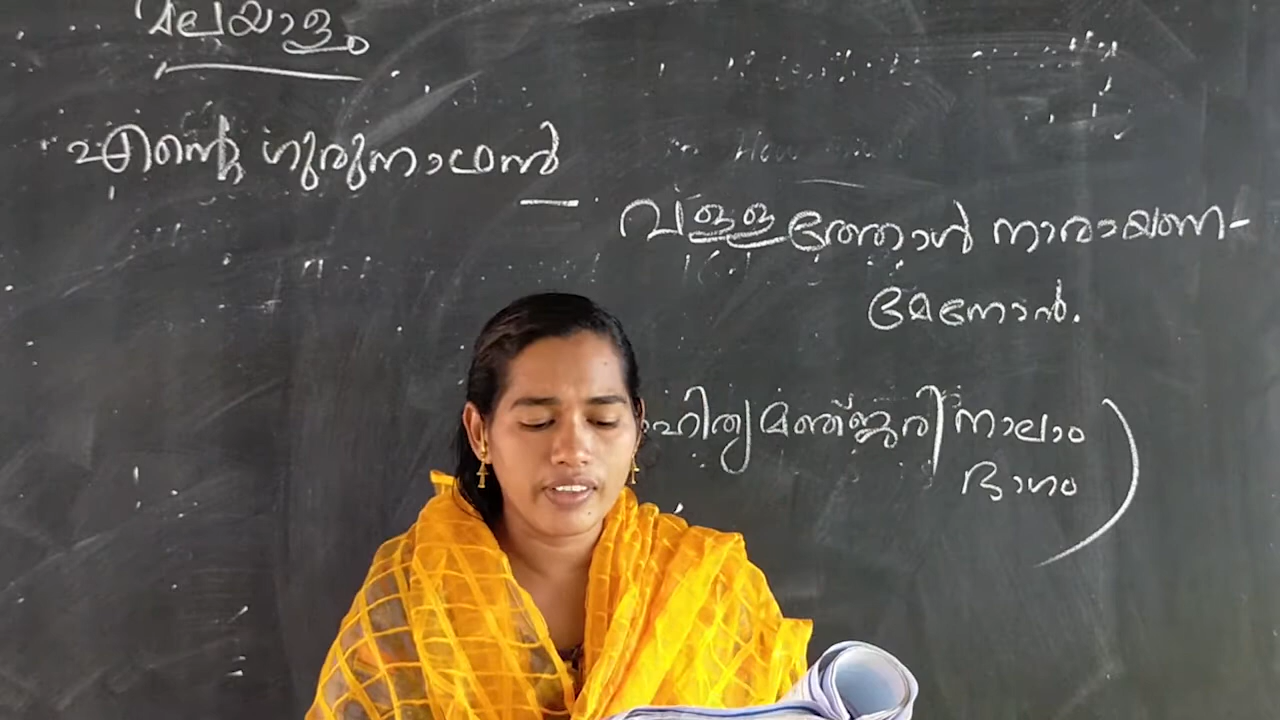 മലയാളം
എന്റെ ഗുരുനാഥൻ
— വള്ളത്തോൾ നാരായണ-
മേനോൻ.
ഹിത്യമഞ്ജരി നാലാം
ഭാഗം)